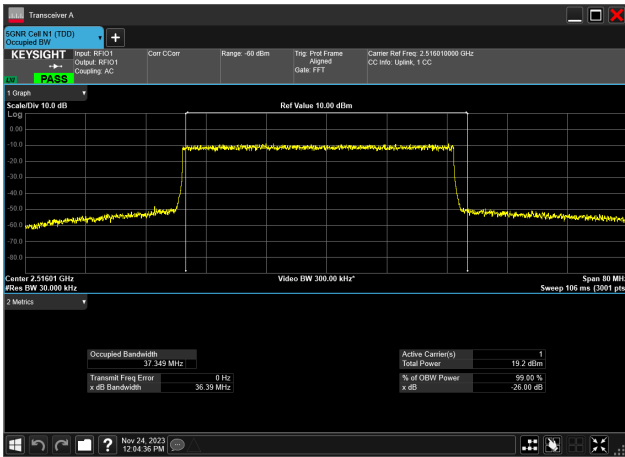 Transceiver A
5GNR Cell N1 (TDD)
Occupied BW
KEYSIGHT
LXI
PASS
Input: RFIO1
Output: RFIO1
Coupling: AC
Corr CCorr
Range: -60 dBm
Trig: Prot Frame
Aligned
Gate: FFT
Carrier Ref Freq: 2.516010000 GHz
CC Info: Uplink, 1 CC
1 Graph
Scale/Div 10.0 dB
Ref Value 10.00 dBm
Log
0.00
-10.0
-20.0
-30.0
-40.0
-50.0
-60.0
-70.0
-80.0
Center 2.51601 GHz
Video BW 300.00 kHz*
Span 80 MHz
#Res BW 30.000 kHz
Sweep 106 ms (3001 pts
2 Metrics
Occupied Bandwidth
37.349 MHz
Active Carrier(s) 1
Total Power 19.2 dBm
Transmit Freq Error 0 Hz
x dB Bandwidth 36.39 MHz
% of OBW Power 99.00 %
x dB -26.00 dB
?
Nov 24, 2023
12:04:36 PM